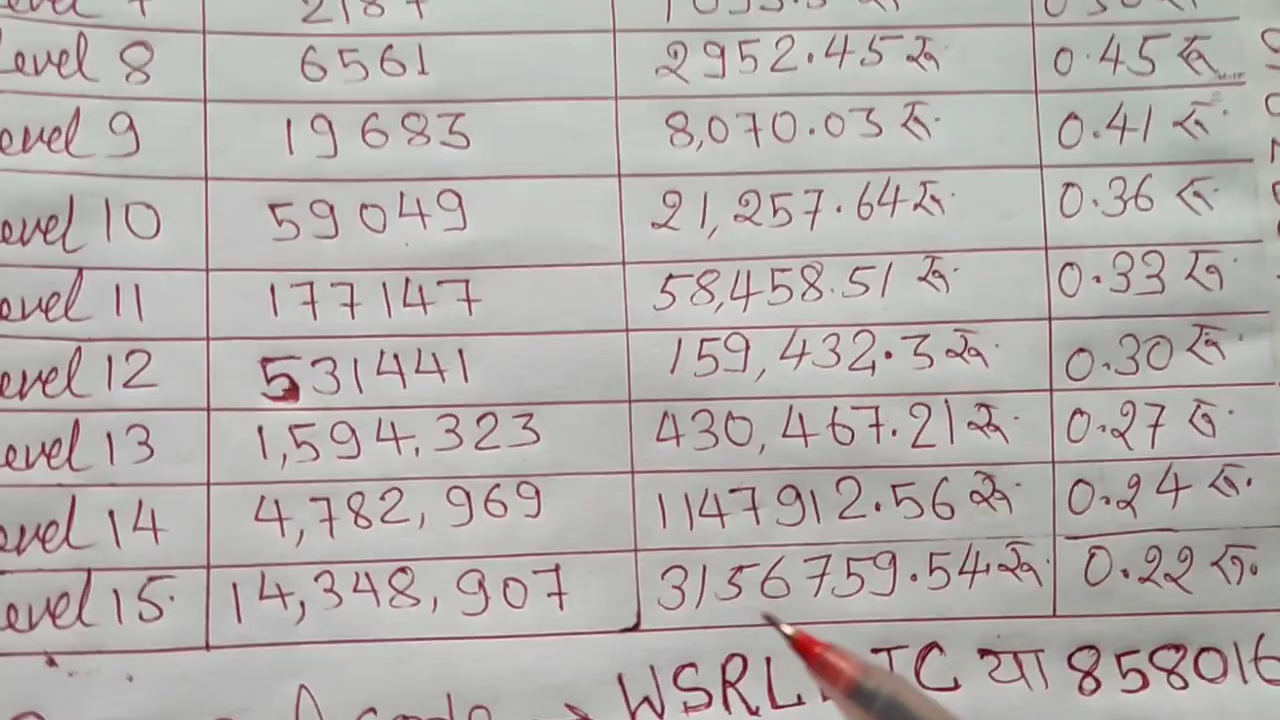 2187
Level 8 6561 2952.45 रू 0.45 रू
Level 9 19683 8,070.03 रु. 0.41 रु.
Level 10 59049 21,257.64 रू. 0.36 रु.
Level 11 177147 58,458.51 रू. 0.33 रु.
Level 12 531441 159,432.3 रू. 0.30 रू.
Level 13 1,594,323 430,467.21 रू. 0.27 रु.
Level 14 4,782,969 1147912.56 रू. 0.24 रु.
Level 15. 14,348,907 3156759.54 रू. 0.22 रु.
code → WSRL TC या 858016